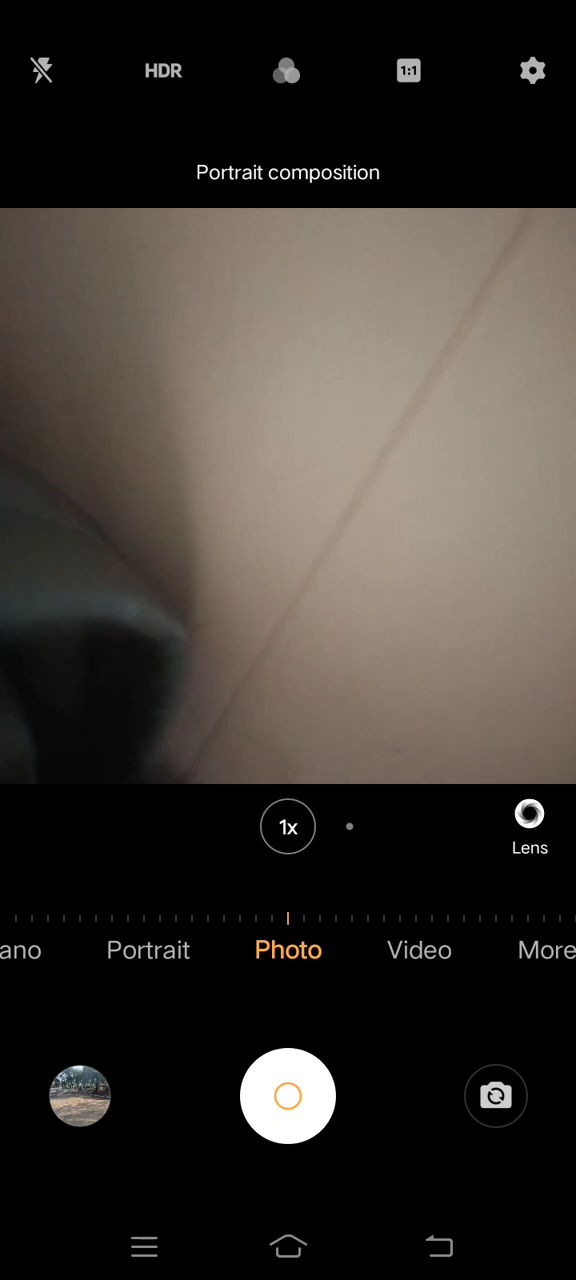 HDR
1:1
Portrait composition
1x
Lens
ano Portrait Photo Video More